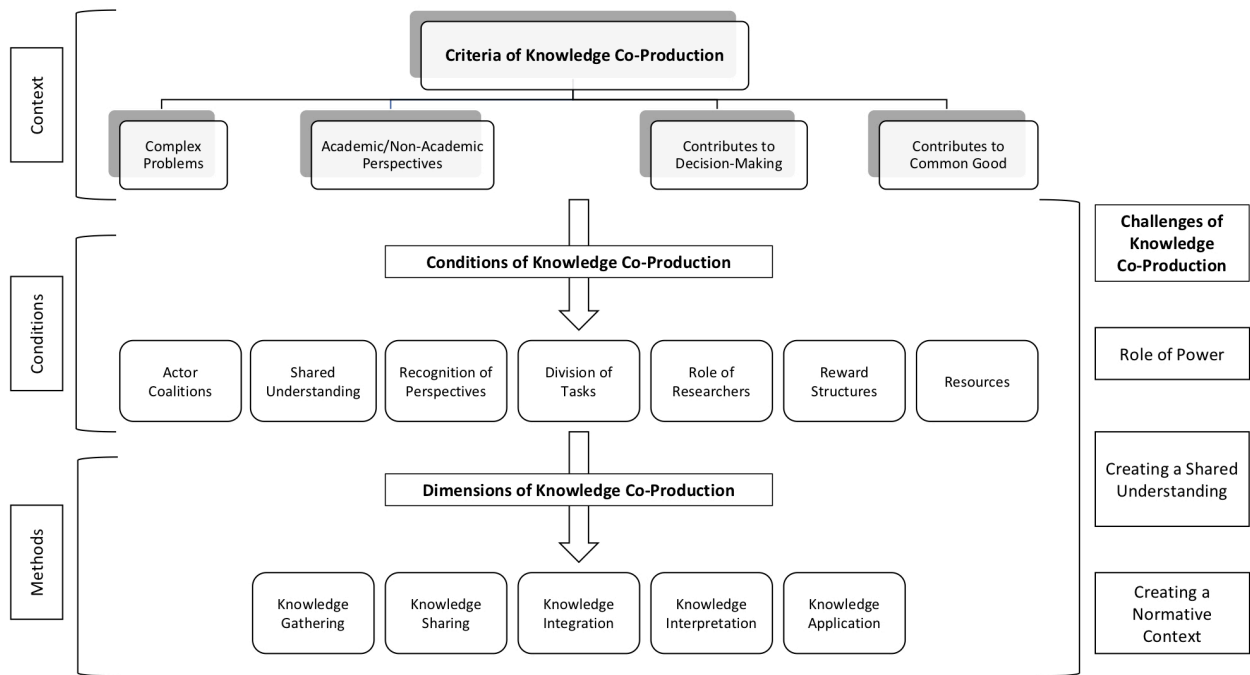 Context
Criteria of Knowledge Co-Production
Complex
Problems
Academic/Non-Academic
Perspectives
Contributes to
Decision-Making
Contributes to
Common Good
Conditions
Conditions of Knowledge Co-Production
Actor
Coalitions
Shared
Understanding
Recognition of
Perspectives
Division of
Tasks
Role of
Researchers
Reward
Structures
Resources
Methods
Dimensions of Knowledge Co-Production
Knowledge
Gathering
Knowledge
Sharing
Knowledge
Integration
Knowledge
Interpretation
Knowledge
Application
Challenges of
Knowledge
Co-Production
Role of Power
Creating a Shared
Understanding
Creating a
Normative
Context